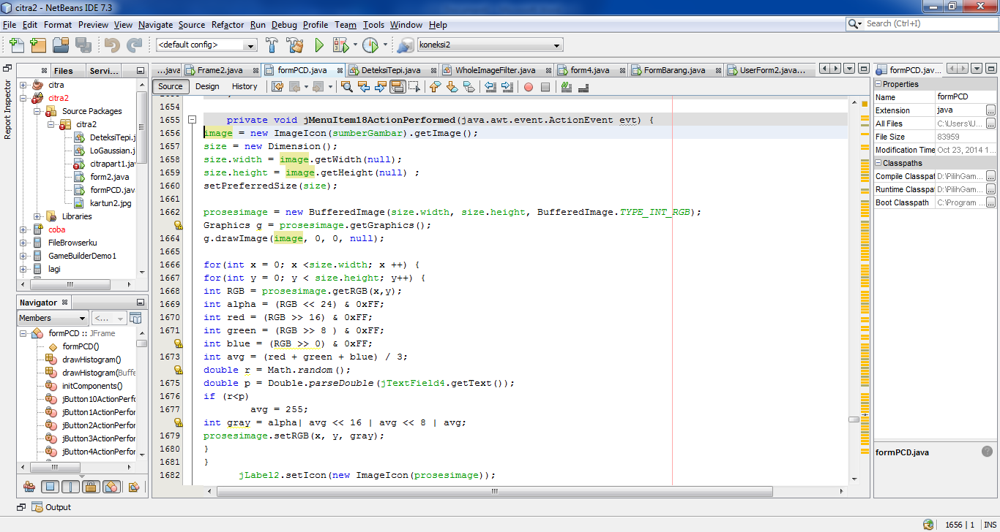 citra2 - NetBeans IDE 7.3
File Edit Format Preview View Navigate Source Refactor Run Debug Profile Team Tools Window Help
Search (Ctrl+I)
<default config>
koneksi2
Report Inspector
Files
Servi...
citra
citra2
Source Packages
citra2
DeteksiTepi.j
LoGaussian.j
citrapart1.jav
form2.java
formPCD.java
kartun2.jpg
Libraries
coba
FileBrowserku
GameBuilderDemo1
lagi
Navigator
Members
<...
formPCD :: JFrame
formPCD()
drawHistogram()
drawHistogram(Buffe
initComponents()
jButton10ActionPerfo
jButton1ActionPerfor
jButton2ActionPerfor
jButton3ActionPerfor
jButton4ActionPerfor
...java Frame2.java formPCD.java DeteksiTepi.java WholeImageFilter.java form4.java FormBarang.java UserForm2.java...
Source Design History
1654
1655 private void jMenuItem18ActionPerformed(java.awt.event.ActionEvent evt) {
1656 image = new ImageIcon(sumberGambar).getImage();
1657 size = new Dimension();
1658 size.width = image.getWidth(null);
1659 size.height = image.getHeight(null) ;
1660 setPreferredSize(size);
1661
1662 prosesimage = new BufferedImage(size.width, size.height, BufferedImage.TYPE_INT_RGB);
Graphics g = prosesimage.getGraphics();
1664 g.drawImage(image, 0, 0, null);
1665
1666 for(int x = 0; x <size.width; x ++) {
1667 for(int y = 0; y < size.height; y++) {
1668 int RGB = prosesimage.getRGB(x,y);
1669 int alpha = (RGB << 24) & 0xFF;
1670 int red = (RGB >> 16) & 0xFF;
1671 int green = (RGB >> 8 ) & 0xFF;
int blue = (RGB >> 0) & 0xFF;
1673 int avg = (red + green + blue) / 3;
double r = Math.random();
1675 double p = Double.parseDouble(jTextField4.getText());
1676 if (r<p)
1677 avg = 255;
int gray = alpha| avg << 16 | avg << 8 | avg;
1679 prosesimage.setRGB(x, y, gray);
1680 }
1681 }
1682 jLabel2.setIcon(new ImageIcon(prosesimage));
formPCD.jav...
Properties
Name formPCD
Extension java
All Files C:\Users\U...
File Size 83959
Modification Time Oct 23, 2014 1...
Classpaths
Compile Classpat D:\PilihGam...
Runtime Classpat D:\PilihGam...
Boot Classpath C:\Program ...
formPCD.java
Output
1656 | 1 INS